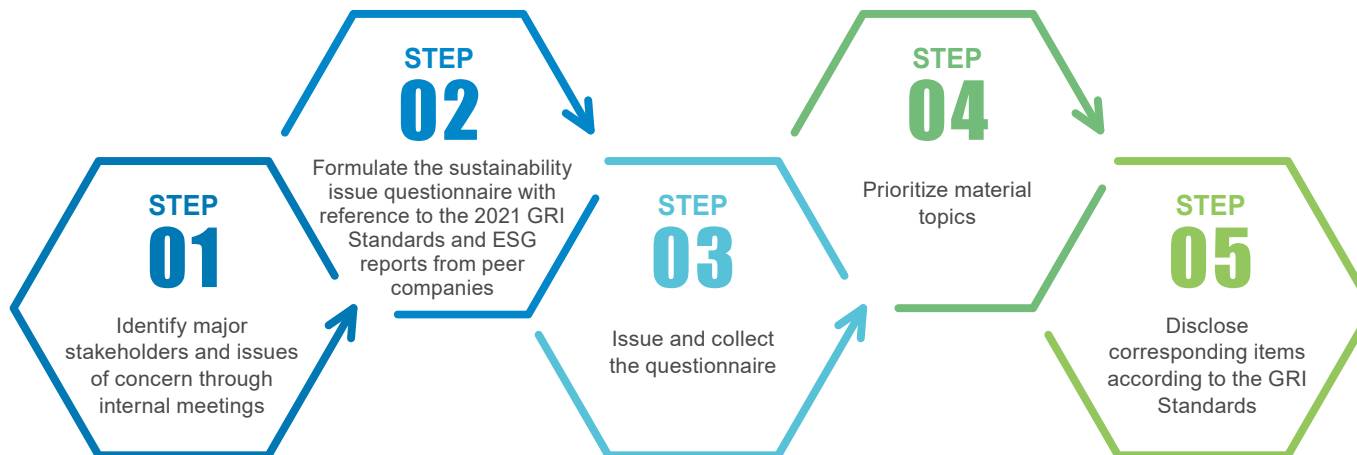 STEP
01
Identify major
stakeholders and issues
of concern through
internal meetings
STEP
02
Formulate the sustainability
issue questionnaire with
reference to the 2021 GRI
Standards and ESG
reports from peer
companies
STEP
03
Issue and collect
the questionnaire
STEP
04
Prioritize material
topics
STEP
05
Disclose
corresponding items
according to the GRI
Standards